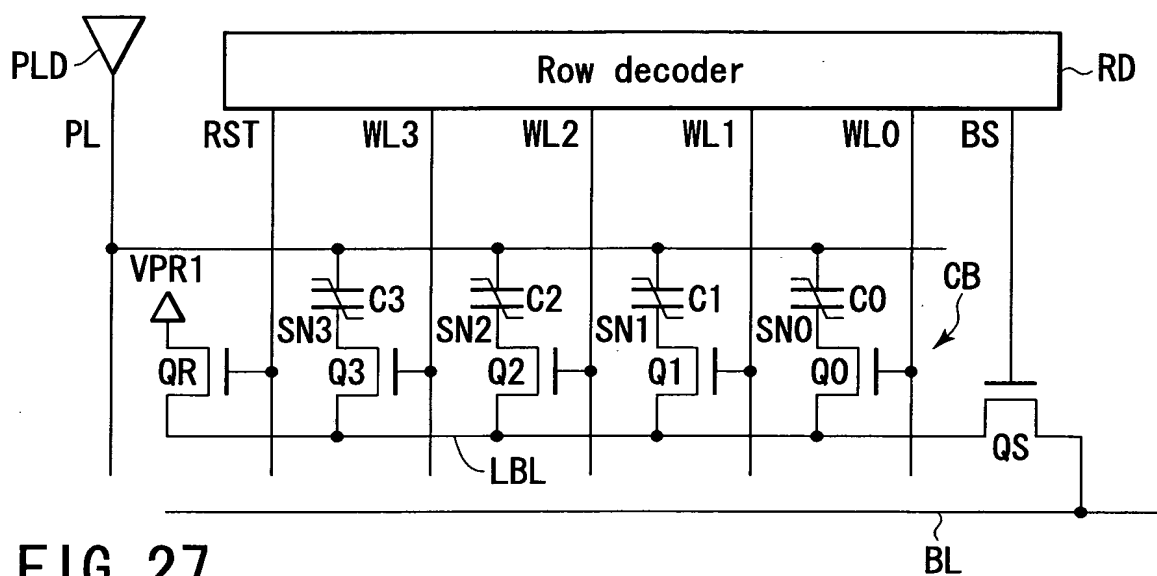 PLD
Row decoder
RD
PL RST WL3 WL2 WL1 WL0 BS
VPR1
CB
C3 C2 C1 C0
SN3 SN2 SN1 SN0
QR Q3 Q2 Q1 Q0
QS
LBL
BL
FIG. 27